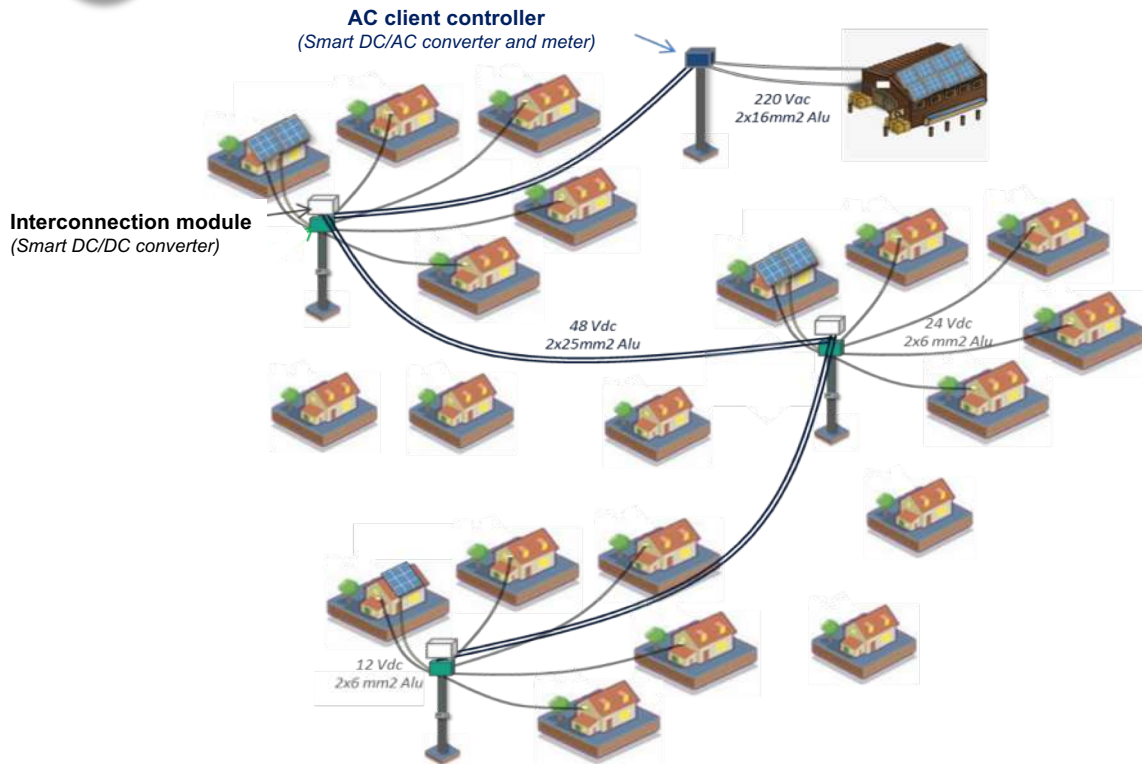 AC client controller
(Smart DC/AC converter and meter)
220 Vac
2x16mm2 Alu
Interconnection module
(Smart DC/DC converter)
48 Vdc
2x25mm2 Alu
24 Vdc
2x6 mm2 Alu
12 Vdc
2x6 mm2 Alu